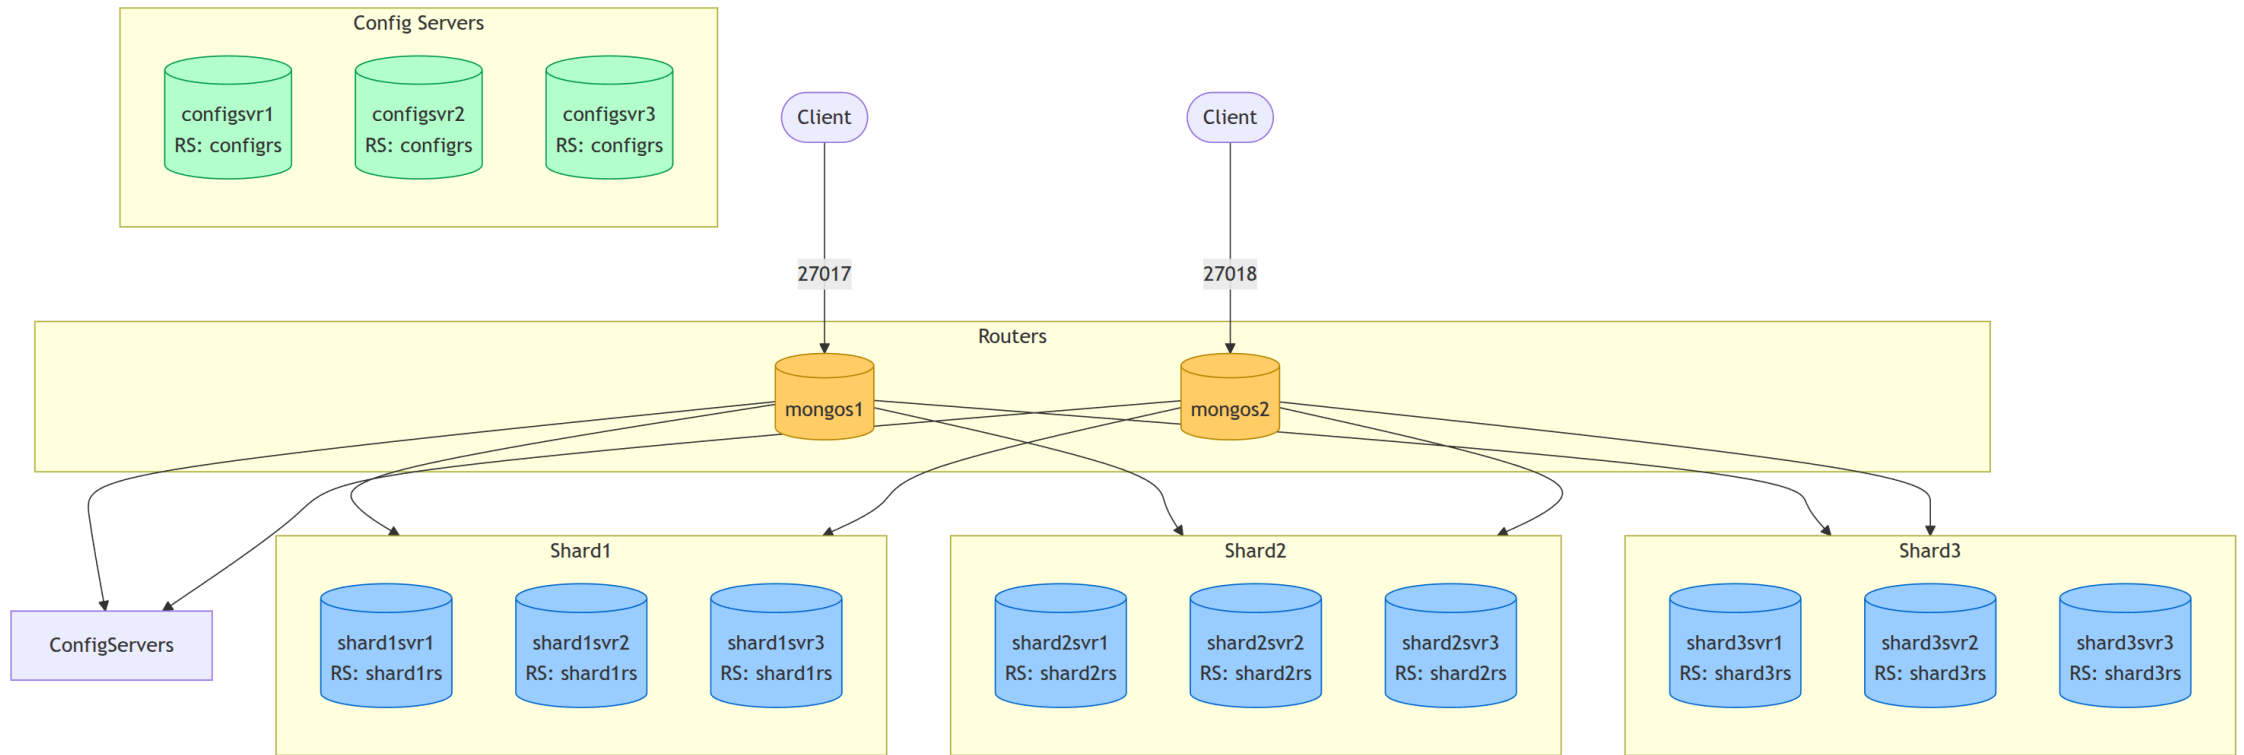 Config Servers
configsvr1
RS: configrs
configsvr2
RS: configrs
configsvr3
RS: configrs
Client
Client
27017
27018
Routers
mongos1
mongos2
ConfigServers
Shard1
shard1svr1
RS: shard1rs
shard1svr2
RS: shard1rs
shard1svr3
RS: shard1rs
Shard2
shard2svr1
RS: shard2rs
shard2svr2
RS: shard2rs
shard2svr3
RS: shard2rs
Shard3
shard3svr1
RS: shard3rs
shard3svr2
RS: shard3rs
shard3svr3
RS: shard3rs